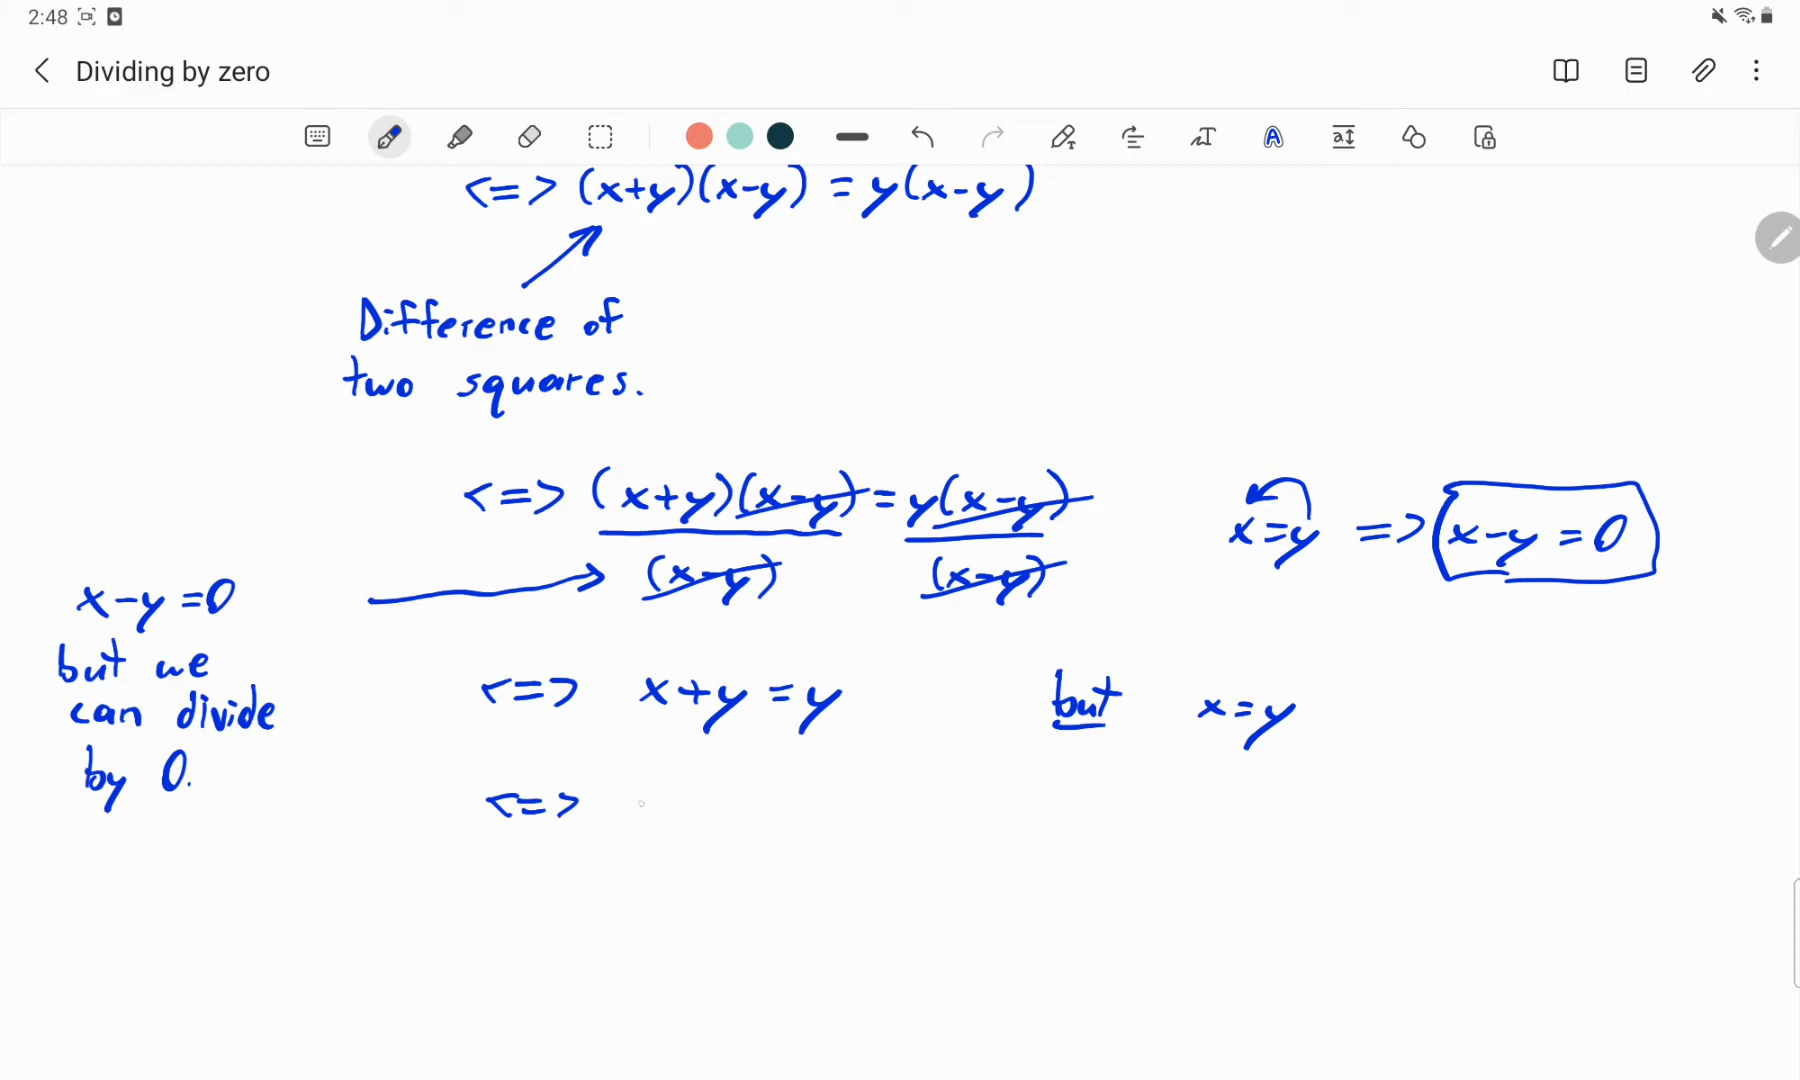 2:48
Dividing by zero
<=> (x+y)(x-y) = y(x-y)
Difference of
two squares.
<=> (x+y)(x-y) = y(x-y)
(x-y) (x-y)
x=y => x-y=0
x-y=0
but we
can divide
by 0.
<=> x+y=y but x=y
<=>